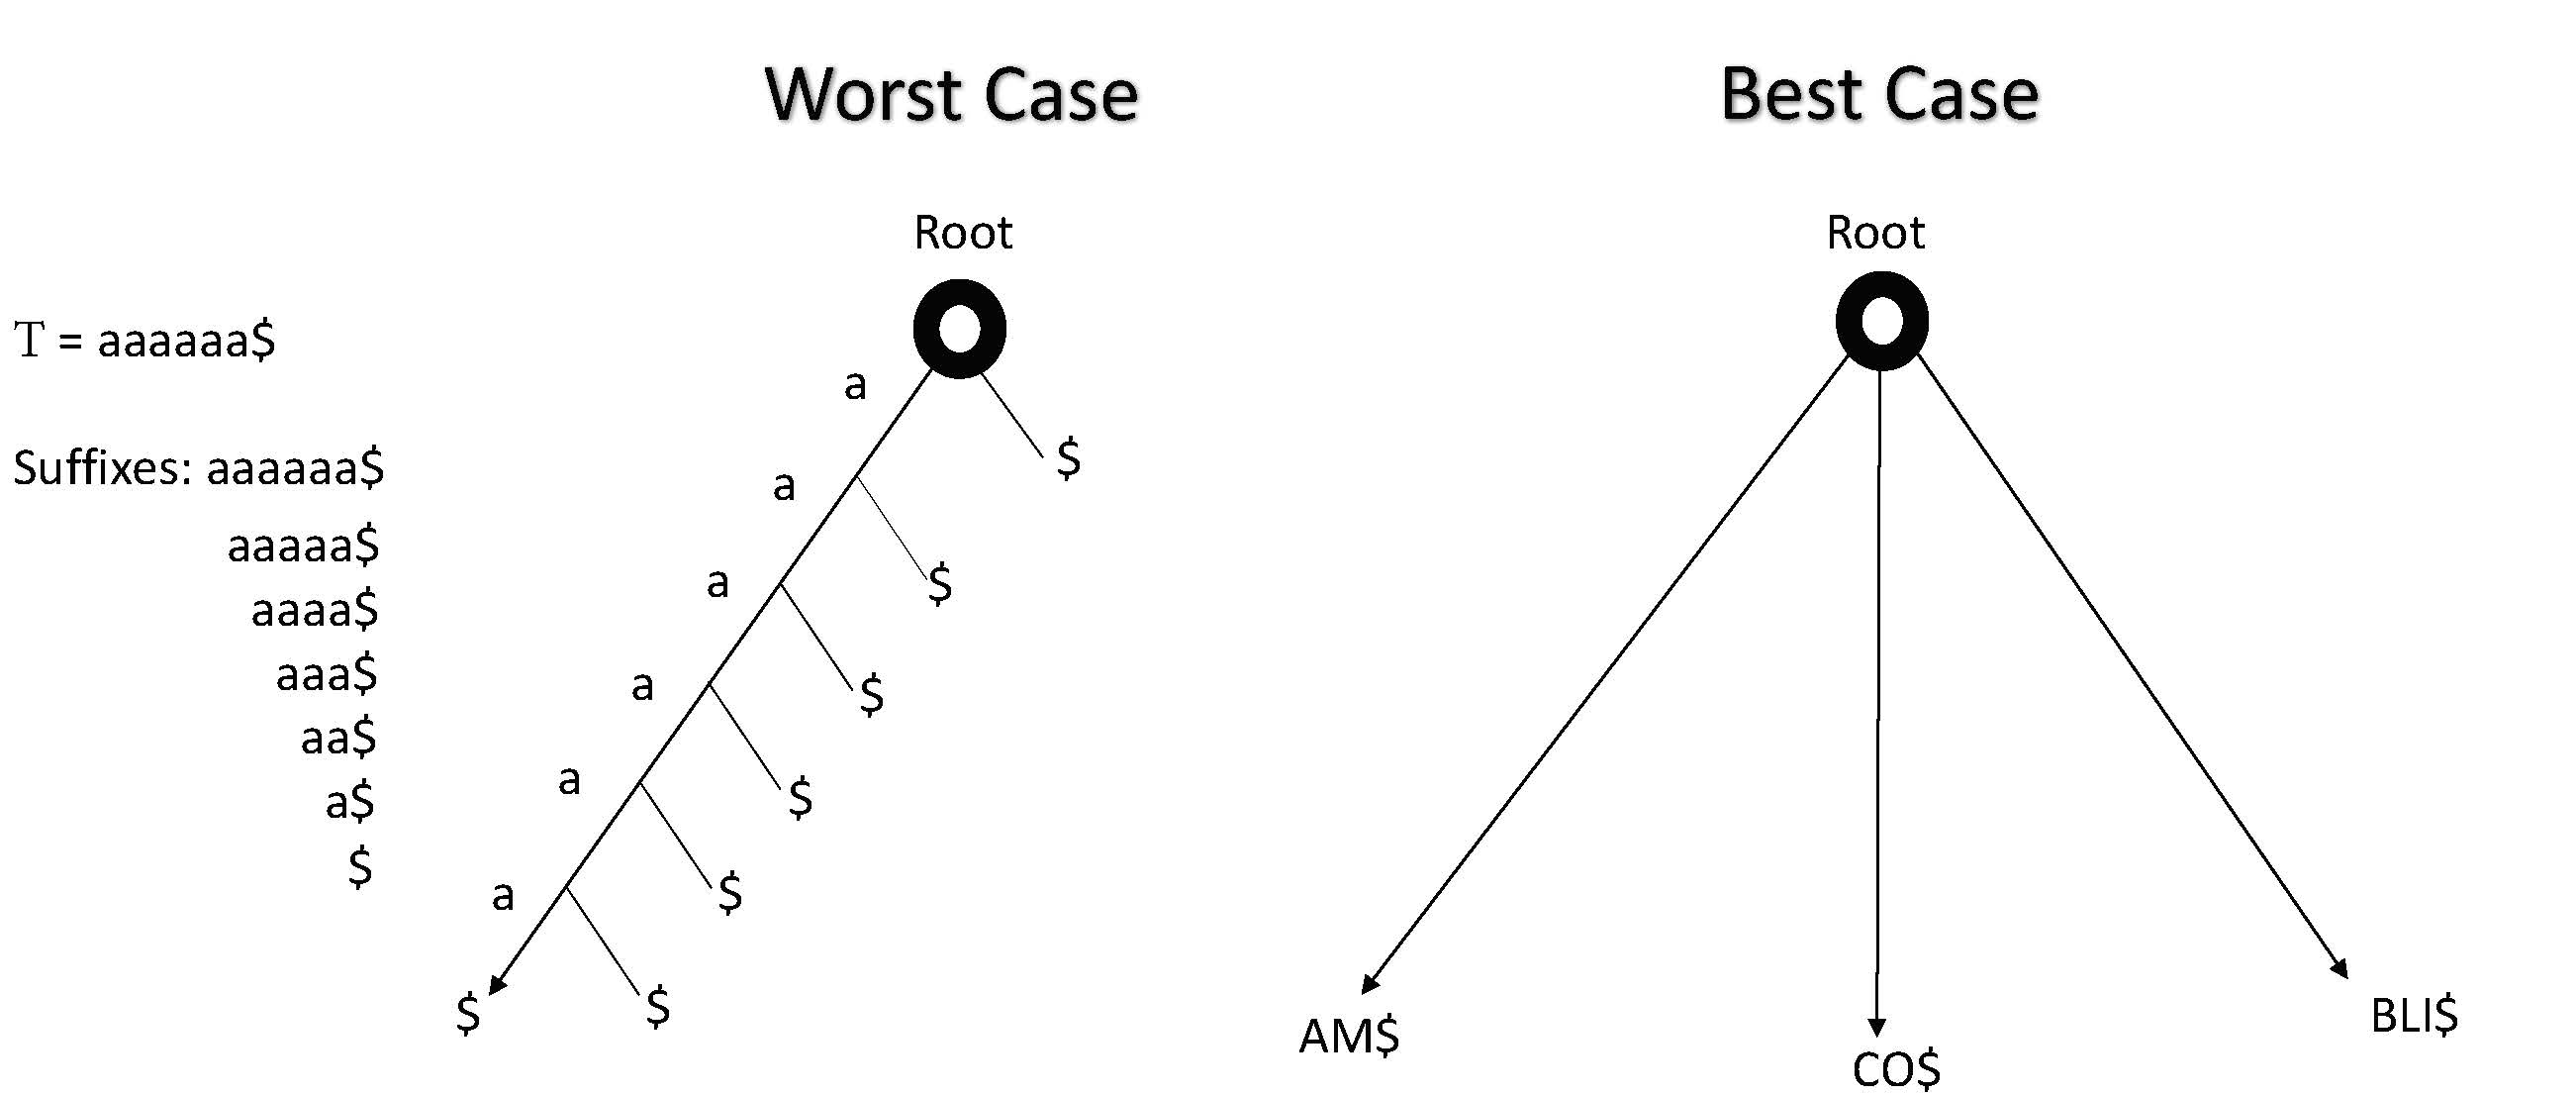 Worst Case
Best Case
Root
Root
T = aaaaaa$
Suffixes: aaaaaa$
aaaaa$
aaaa$
aaa$
aa$
a$
$
a
$
a
$
a
$
a
$
a
$
a
$
$
AM$
CO$
BLI$